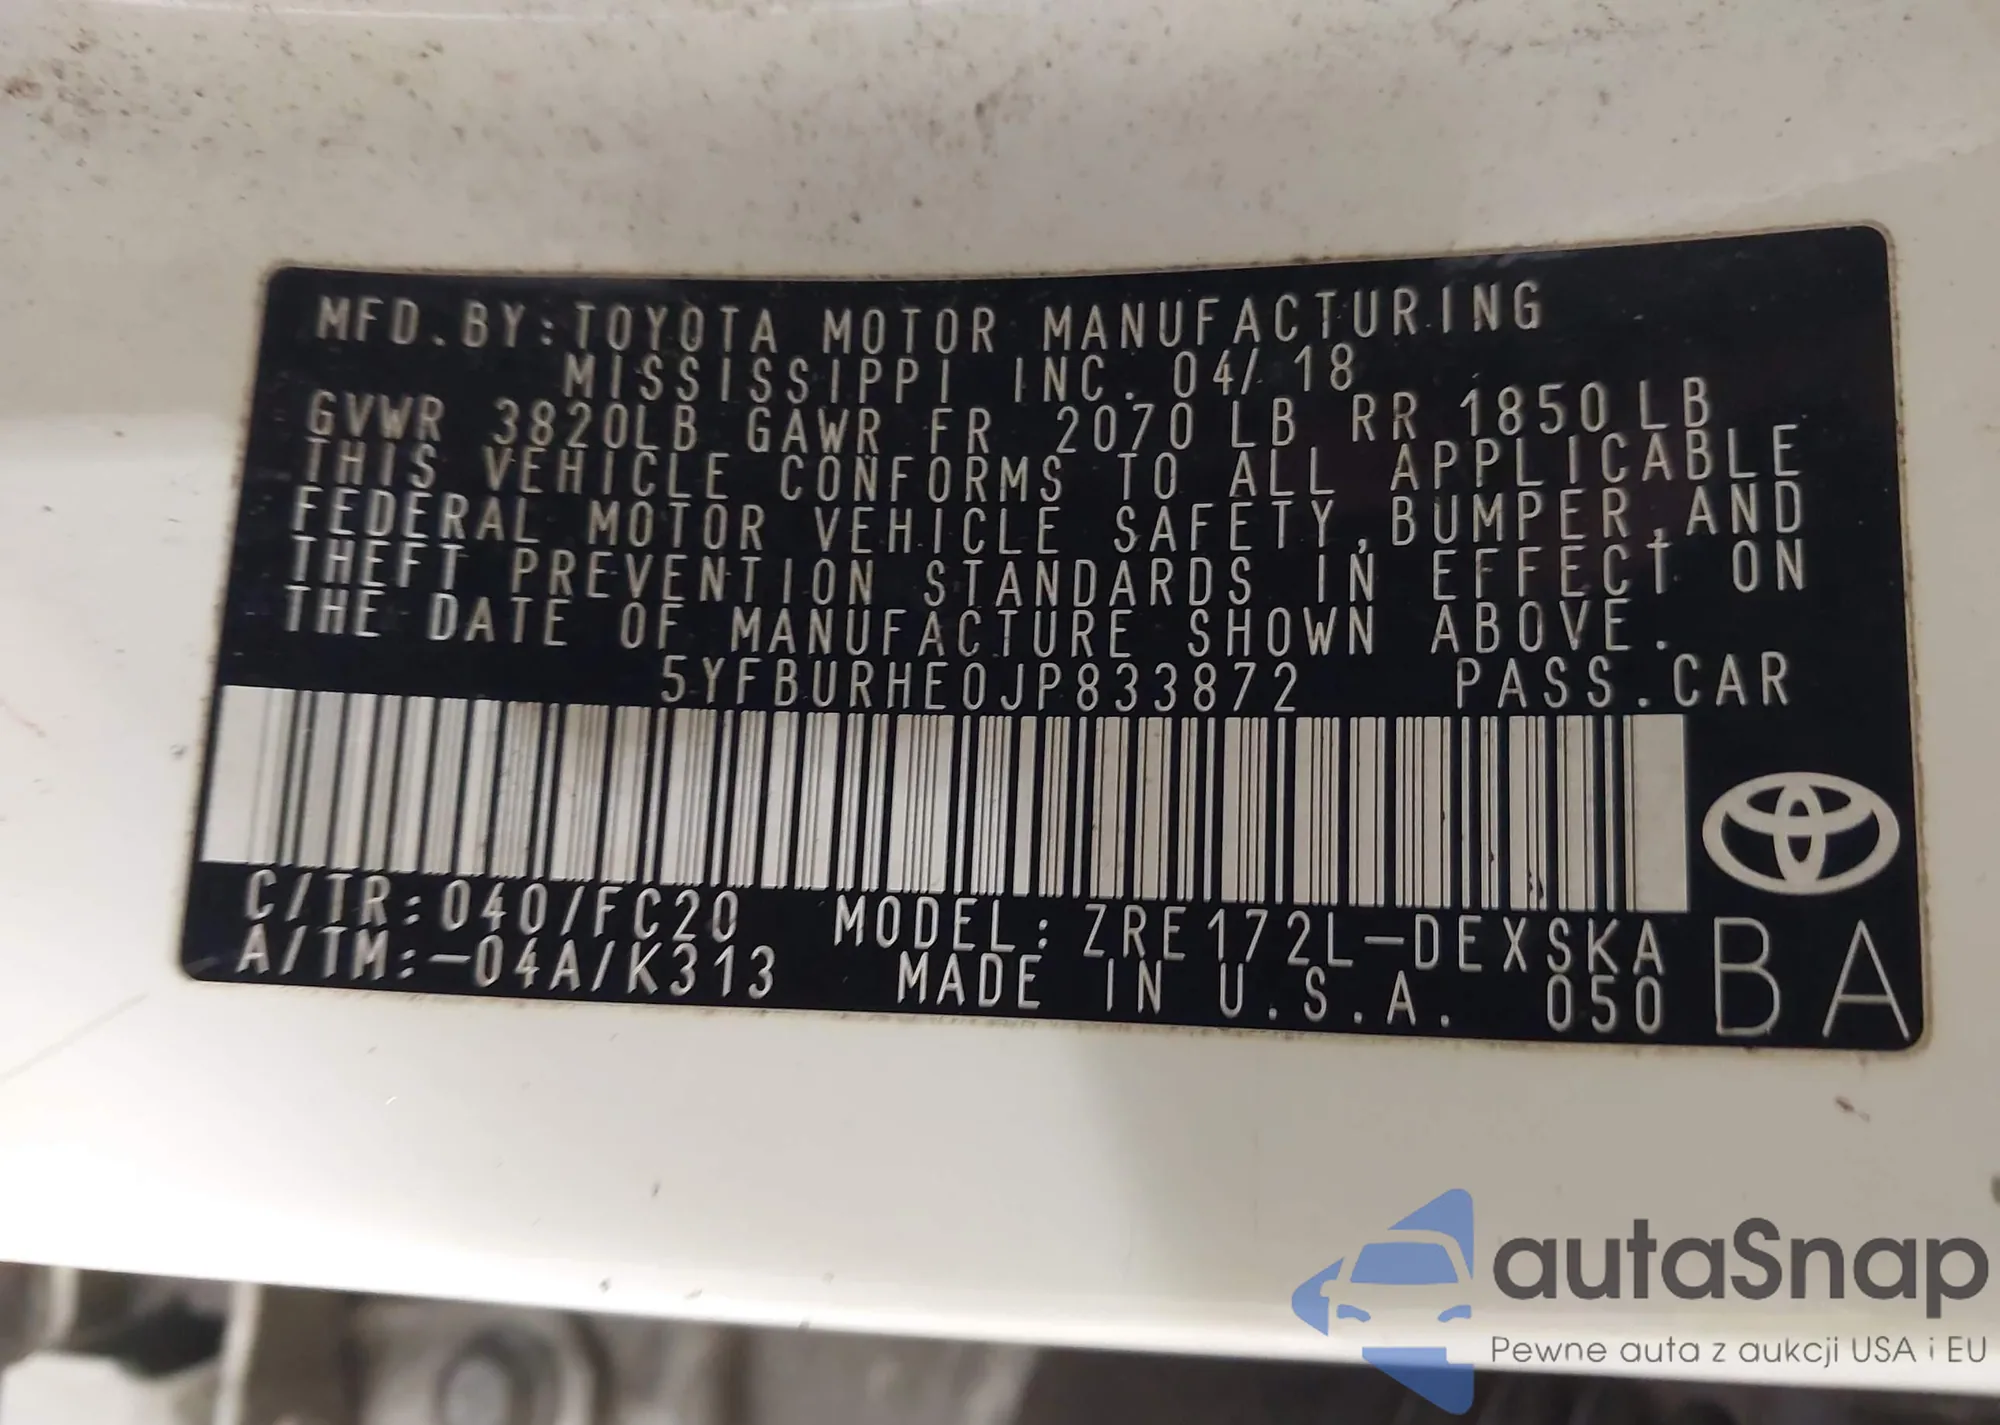 MFD.BY:TOYOTA MOTOR MANUFACTURING
MISSISSIPPI INC. 04/18
GVWR 3820LB GAWR FR 2070 LB RR 1850 LB
THIS VEHICLE CONFORMS TO ALL APPLICABLE
FEDERAL MOTOR VEHICLE SAFETY, BUMPER, AND
THEFT PREVENTION STANDARDS IN EFFECT ON
THE DATE OF MANUFACTURE SHOWN ABOVE.
5YFBURHE0JP833872 PASS.CAR
C/TR:040/FC20 MODEL:ZRE172L-DEXSKA
A/TM:-04A/K313 MADE IN U.S.A. 050
BA
autaSnap
Pewne auta z aukcji USA i EU